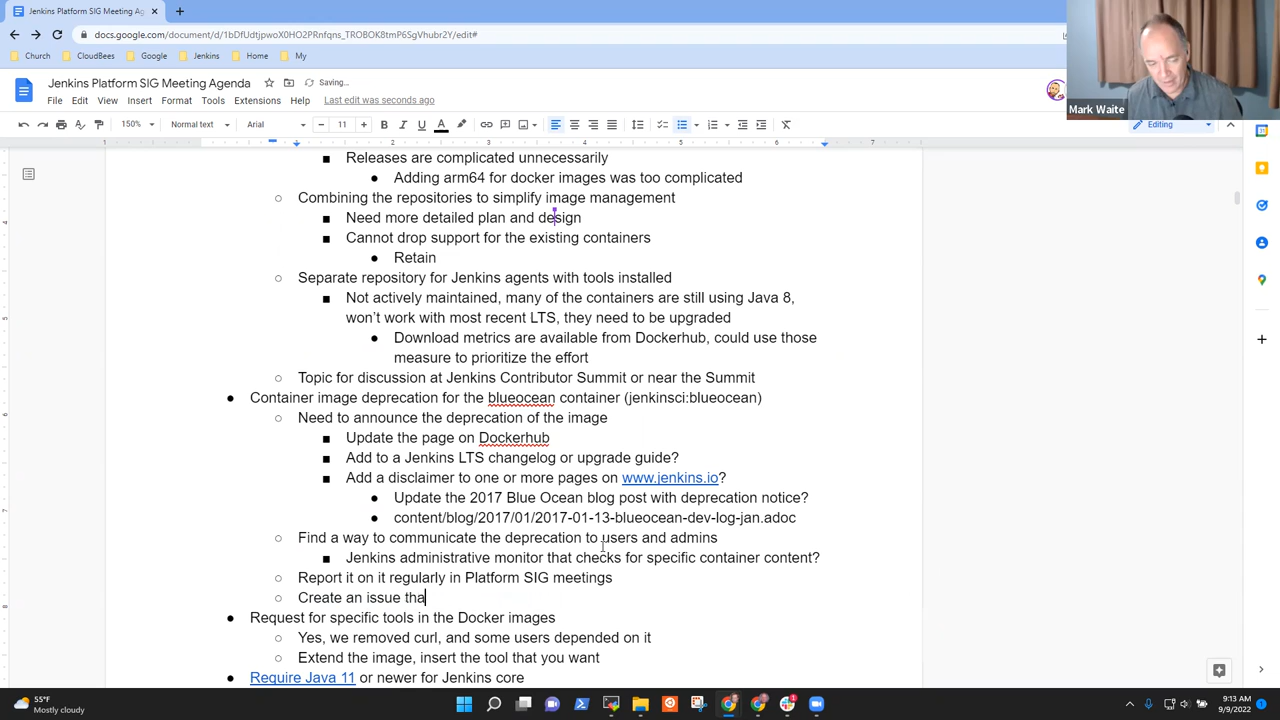 Jenkins Platform SIG Meeting Ag
docs.google.com/document/d/1bDfUdtjpwoX0HO2PRnfqns_TROBOK8tmP6SgVhubr2Y/edit#
Church CloudBees Google Jenkins Home My
Jenkins Platform SIG Meeting Agenda Saving...
File Edit View Insert Format Tools Extensions Help Last edit was seconds ago
Mark Waite
150% Normal text Arial 11 B I U A Editing
1 1 2 3 4 5 6 7
Releases are complicated unnecessarily
Adding arm64 for docker images was too complicated
Combining the repositories to simplify image management
Need more detailed plan and design
Cannot drop support for the existing containers
Retain
Separate repository for Jenkins agents with tools installed
Not actively maintained, many of the containers are still using Java 8,
won't work with most recent LTS, they need to be upgraded
Download metrics are available from Dockerhub, could use those
measure to prioritize the effort
Topic for discussion at Jenkins Contributor Summit or near the Summit
Container image deprecation for the blueocean container (jenkinsci:blueocean)
Need to announce the deprecation of the image
Update the page on Dockerhub
Add to a Jenkins LTS changelog or upgrade guide?
Add a disclaimer to one or more pages on www.jenkins.io?
Update the 2017 Blue Ocean blog post with deprecation notice?
content/blog/2017/01/2017-01-13-blueocean-dev-log-jan.adoc
Find a way to communicate the deprecation to users and admins
Jenkins administrative monitor that checks for specific container content?
Report it on it regularly in Platform SIG meetings
Create an issue tha
Request for specific tools in the Docker images
Yes, we removed curl, and some users depended on it
Extend the image, insert the tool that you want
Require Java 11 or newer for Jenkins core
55°F
Mostly cloudy
9:13 AM
9/9/2022